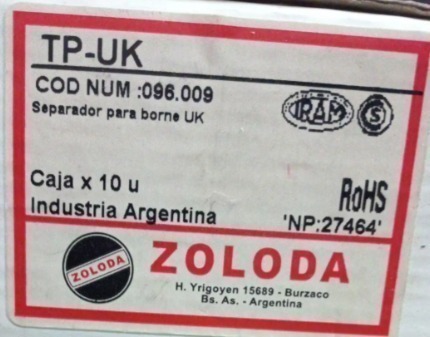 TP-UK
COD NUM :096.009
Separador para borne UK
IRAM
S
Caja x 10 u
RoHS
Industria Argentina
'NP:27464'
ZOLODA
ZOLODA
H. Yrigoyen 15689 - Burzaco
Bs. As. - Argentina